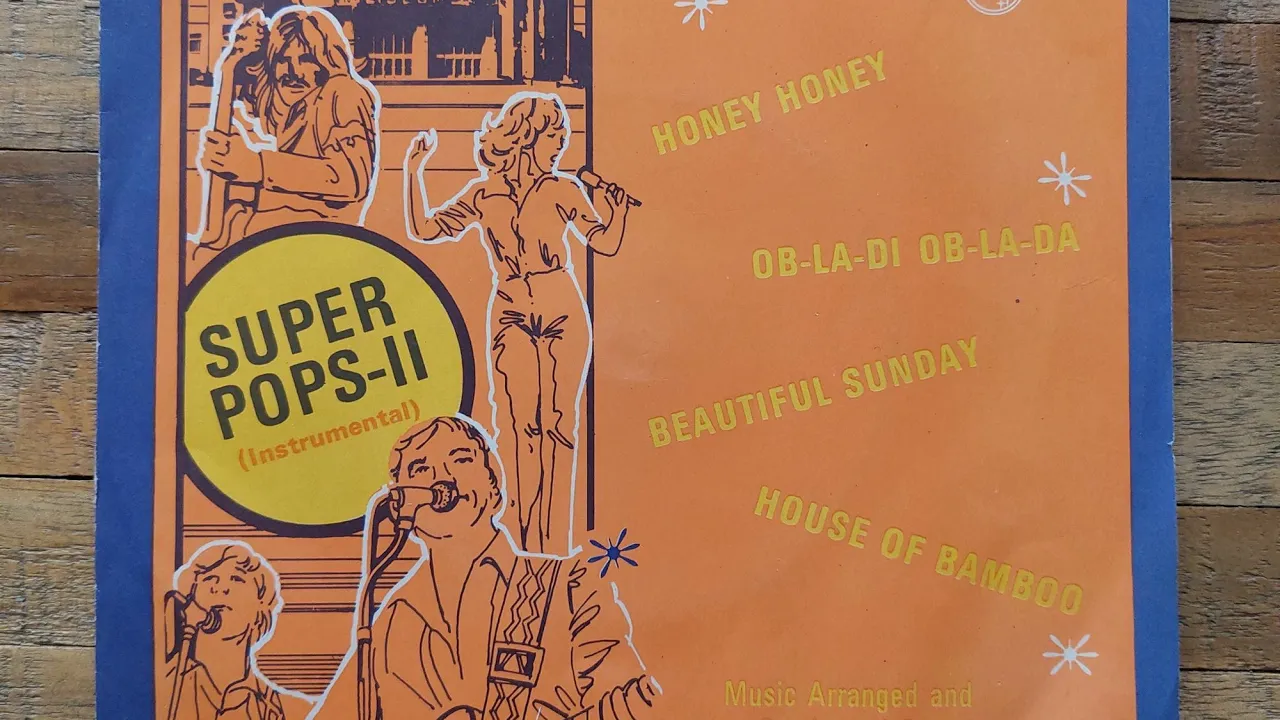 HONEY HONEY
OB-LA-DI OB-LA-DA
BEAUTIFUL SUNDAY
HOUSE OF BAMBOO
SUPER
POPS-II
(Instrumental)
Music Arranged and